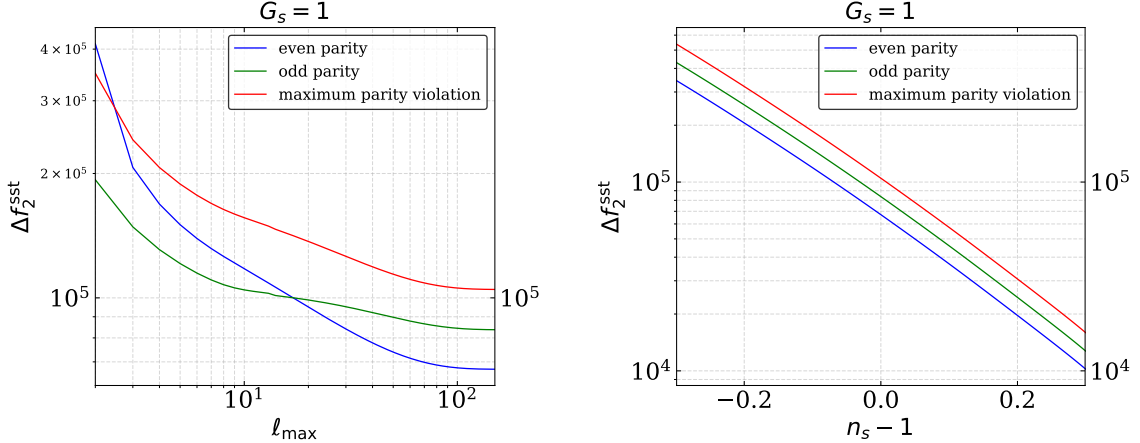 G_s = 1
4 × 10^5
3 × 10^5
2 × 10^5
10^5
10^5
Δf_2^sst
10^1
10^2
ℓ_max
even parity
odd parity
maximum parity violation
G_s = 1
10^5
10^4
10^5
10^4
Δf_2^sst
−0.2
0.0
0.2
n_s − 1
even parity
odd parity
maximum parity violation